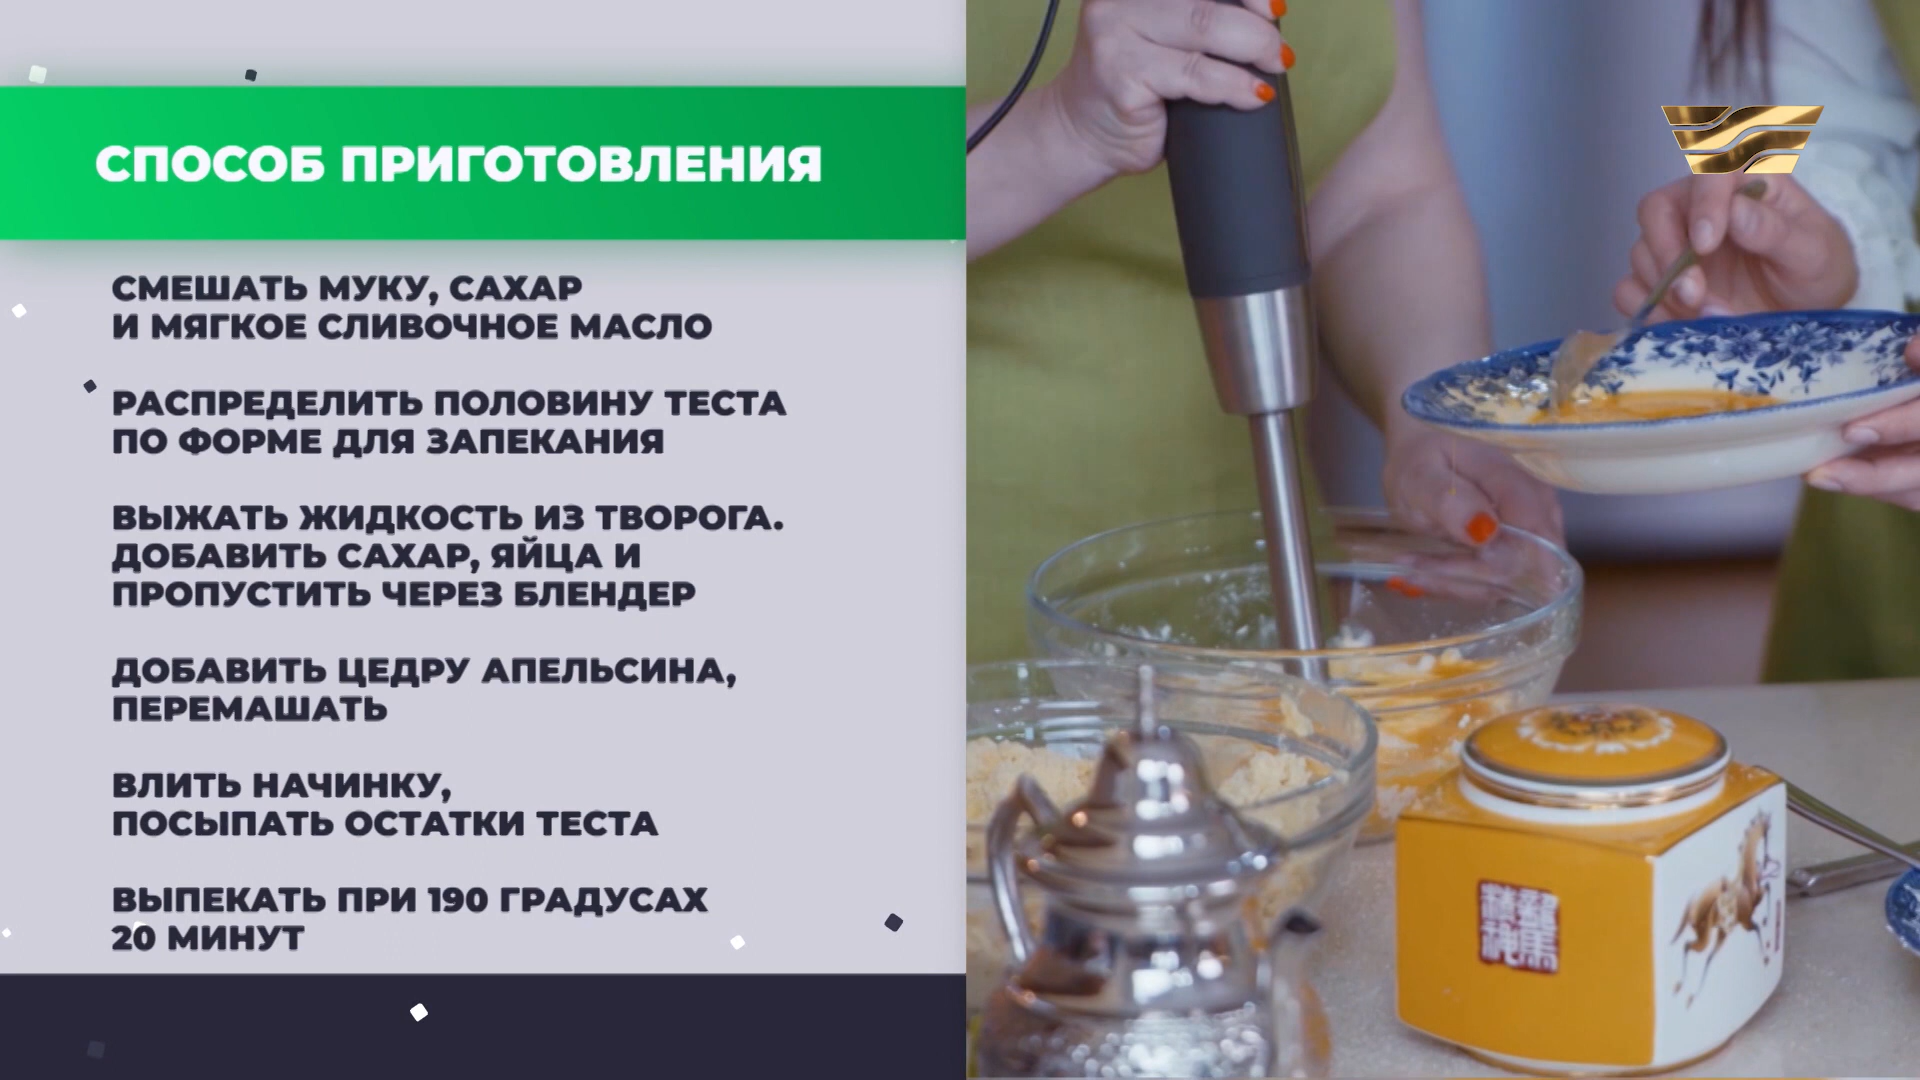 СПОСОБ ПРИГОТОВЛЕНИЯ
СМЕШАТЬ МУКУ, САХАР
И МЯГКОЕ СЛИВОЧНОЕ МАСЛО
РАСПРЕДЕЛИТЬ ПОЛОВИНУ ТЕСТА
ПО ФОРМЕ ДЛЯ ЗАПЕКАНИЯ
ВЫЖАТЬ ЖИДКОСТЬ ИЗ ТВОРОГА.
ДОБАВИТЬ САХАР, ЯЙЦА И
ПРОПУСТИТЬ ЧЕРЕЗ БЛЕНДЕР
ДОБАВИТЬ ЦЕДРУ АПЕЛЬСИНА,
ПЕРЕМАШАТЬ
ВЛИТЬ НАЧИНКУ,
ПОСЫПАТЬ ОСТАТКИ ТЕСТА
ВЫПЕКАТЬ ПРИ 190 ГРАДУСАХ
20 МИНУТ